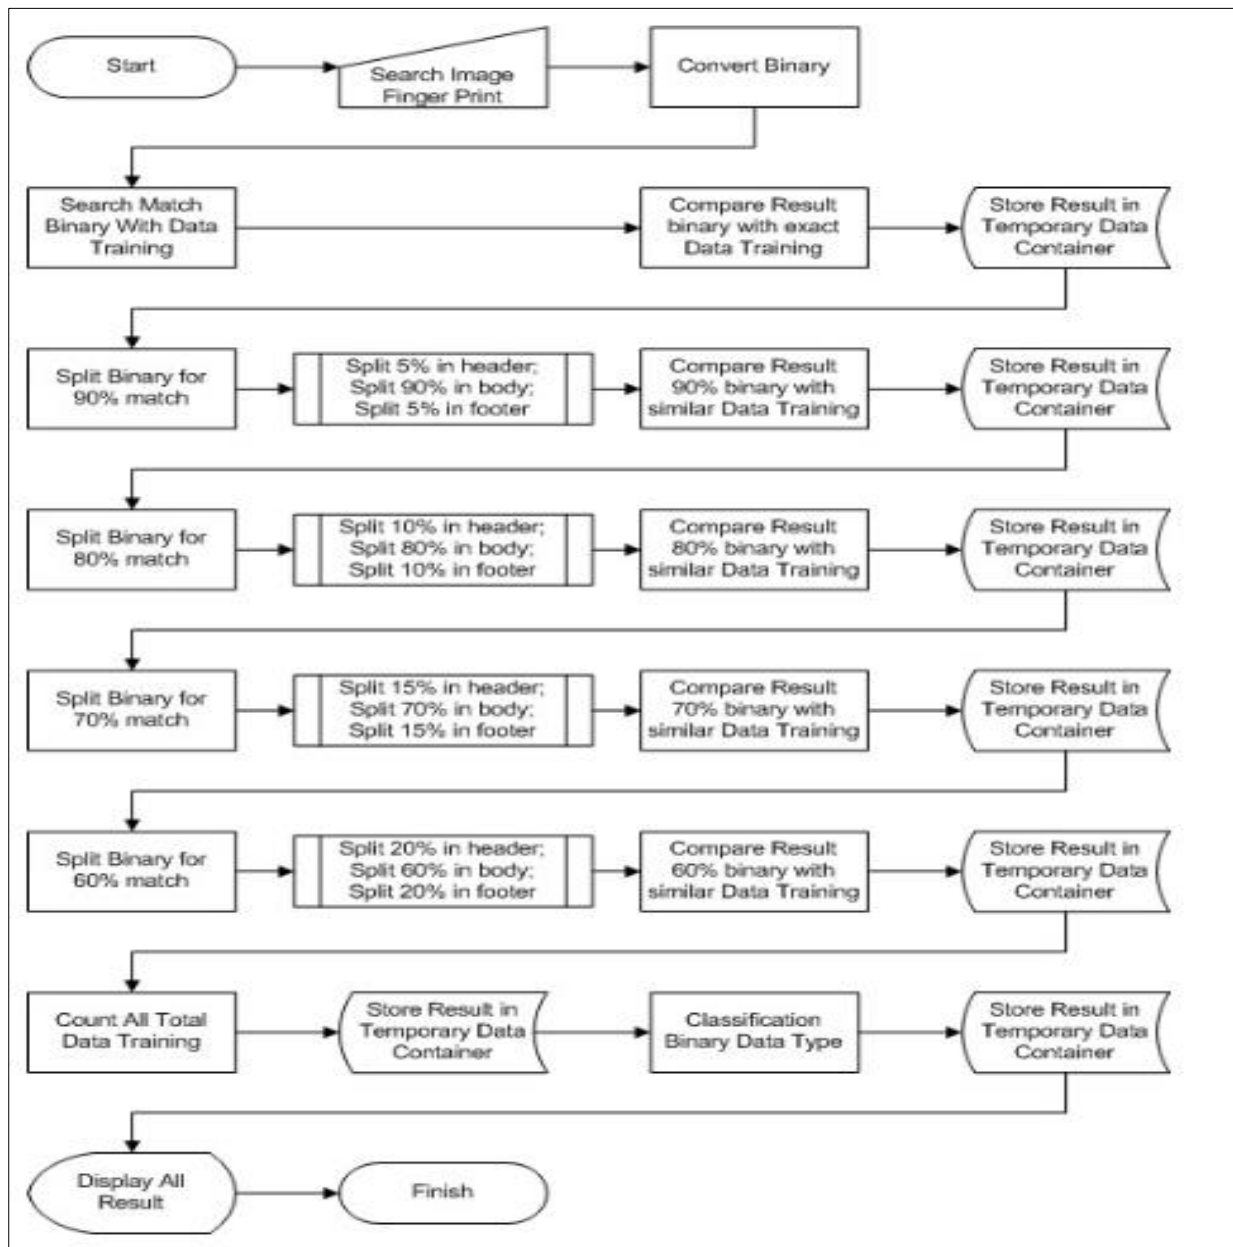 Start
Search Image
Finger Print
Convert Binary
Search Match
Binary With Data
Training
Compare Result
binary with exact
Data Training
Store Result in
Temporary Data
Container
Split Binary for
90% match
Split 5% in header;
Split 90% in body;
Split 5% in footer
Compare Result
90% binary with
similar Data Training
Store Result in
Temporary Data
Container
Split Binary for
80% match
Split 10% in header;
Split 80% in body;
Split 10% in footer
Compare Result
80% binary with
similar Data Training
Store Result in
Temporary Data
Container
Split Binary for
70% match
Split 15% in header;
Split 70% in body;
Split 15% in footer
Compare Result
70% binary with
similar Data Training
Store Result in
Temporary Data
Container
Split Binary for
60% match
Split 20% in header;
Split 60% in body;
Split 20% in footer
Compare Result
60% binary with
similar Data Training
Store Result in
Temporary Data
Container
Count All Total
Data Training
Store Result in
Temporary Data
Container
Classification
Binary Data Type
Store Result in
Temporary Data
Container
Display All
Result
Finish